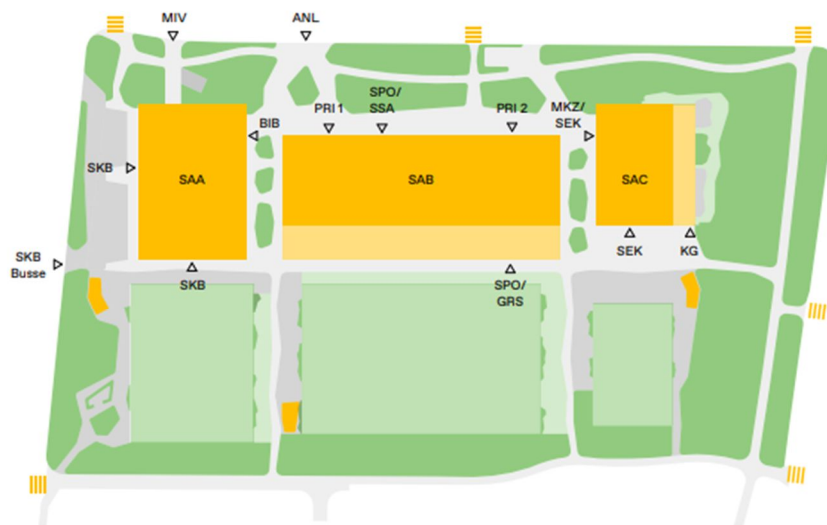 MIV
ANL
SPO/
SSA
PRI 1
PRI 2
MKZ/
SEK
BIB
SKB
SAA
SAB
SAC
SKB
Busse
SKB
SPO/
GRS
SEK
KG